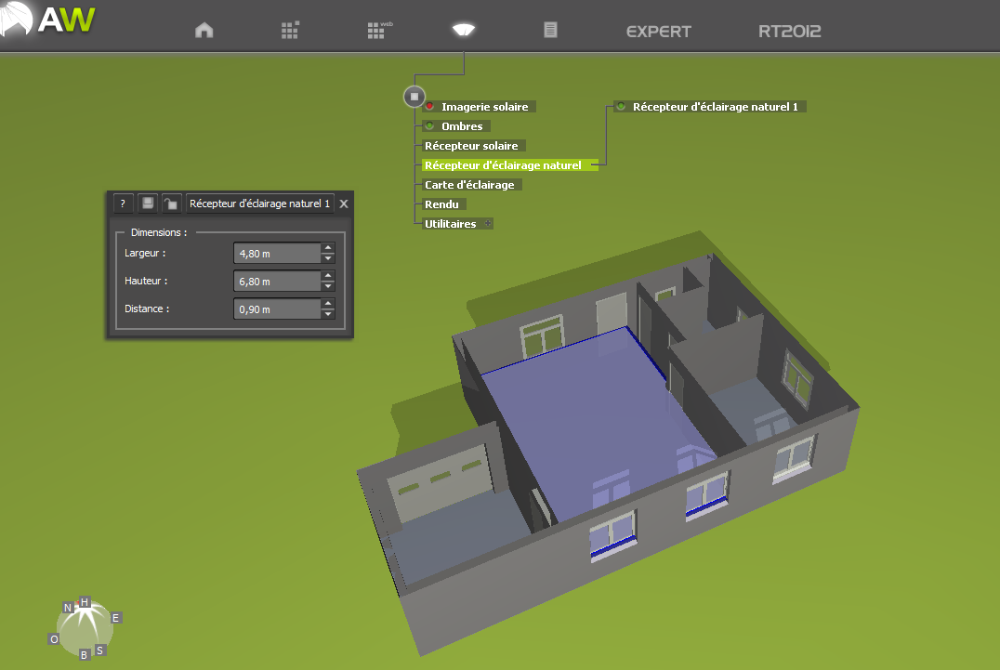 AW
web
EXPERT
RT2012
Imagerie solaire
Récepteur d'éclairage naturel 1
Ombres
Récepteur solaire
Récepteur d'éclairage naturel
Carte d'éclairage
Rendu
Utilitaires +
? Récepteur d'éclairage naturel 1 X
Dimensions :
Largeur : 4,80 m
Hauteur : 6,80 m
Distance : 0,90 m
N H
E
O
B S